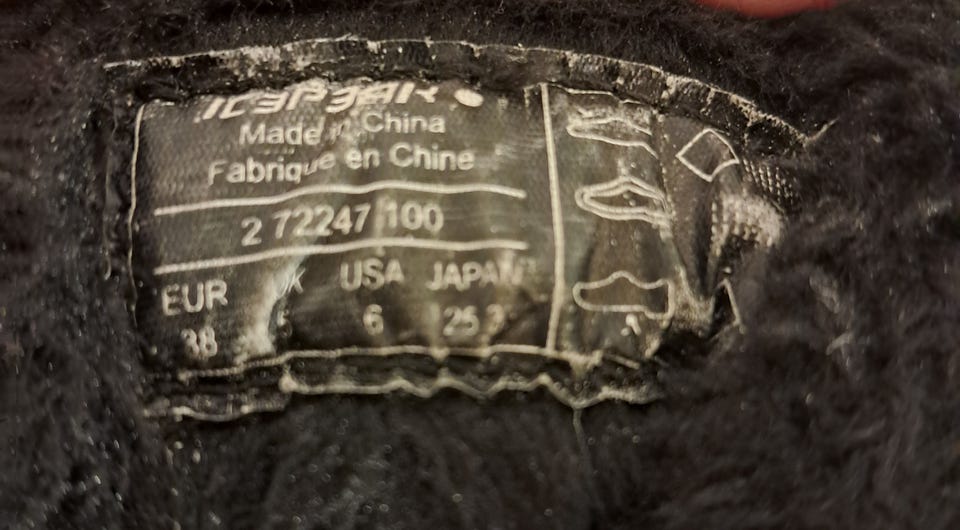 ICEPEAK
Made in China
Fabrique en Chine
2 72247 100
EUR USA JAPAN
38 6